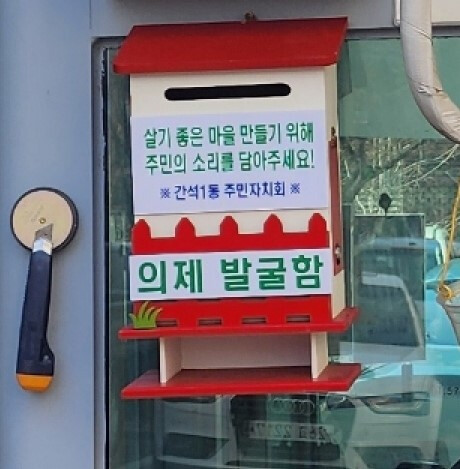 살기 좋은 마을 만들기 위해
주민의 소리를 담아주세요!
※ 간석1동 주민자치회 ※
의제 발굴함